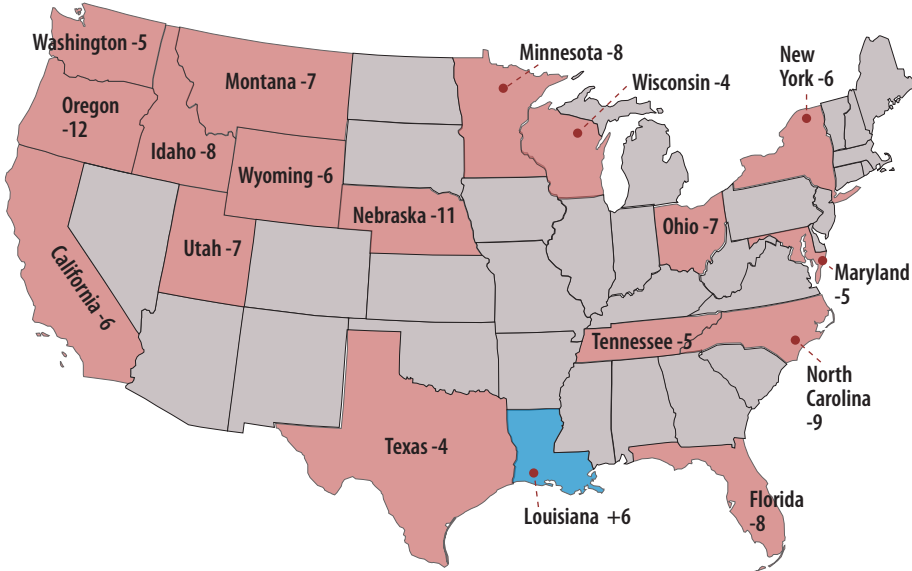 Washington -5
Montana -7
Minnesota -8
Wisconsin -4
New
York -6
Oregon
-12
Idaho -8
Wyoming -6
Nebraska -11
Ohio -7
Utah -7
California -6
Maryland
-5
Tennessee -5
North
Carolina
-9
Texas -4
Louisiana +6
Florida
-8